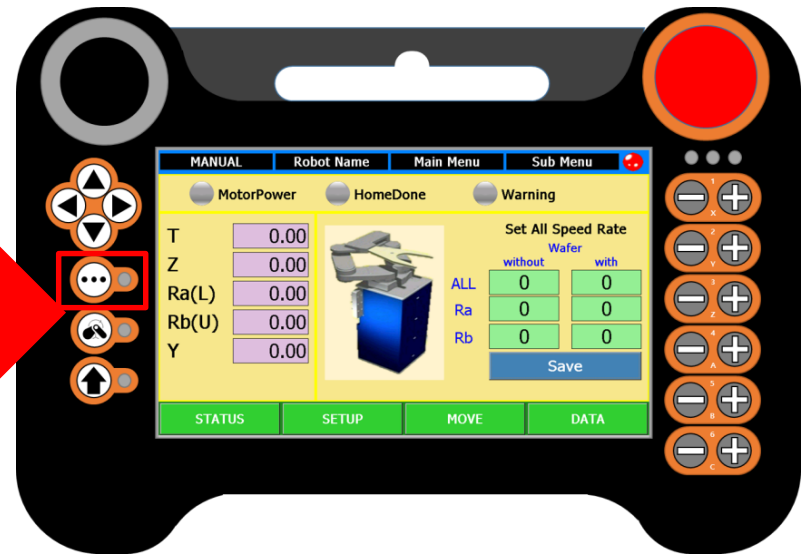 MANUAL Robot Name Main Menu Sub Menu
MotorPower HomeDone Warning
T 0.00
Z 0.00
Ra(L) 0.00
Rb(U) 0.00
Y 0.00
Set All Speed Rate
Wafer
without with
ALL 0 0
Ra 0 0
Rb 0 0
Save
STATUS SETUP MOVE DATA
1
X
2
Y
3
Z
4
A
5
B
6
C